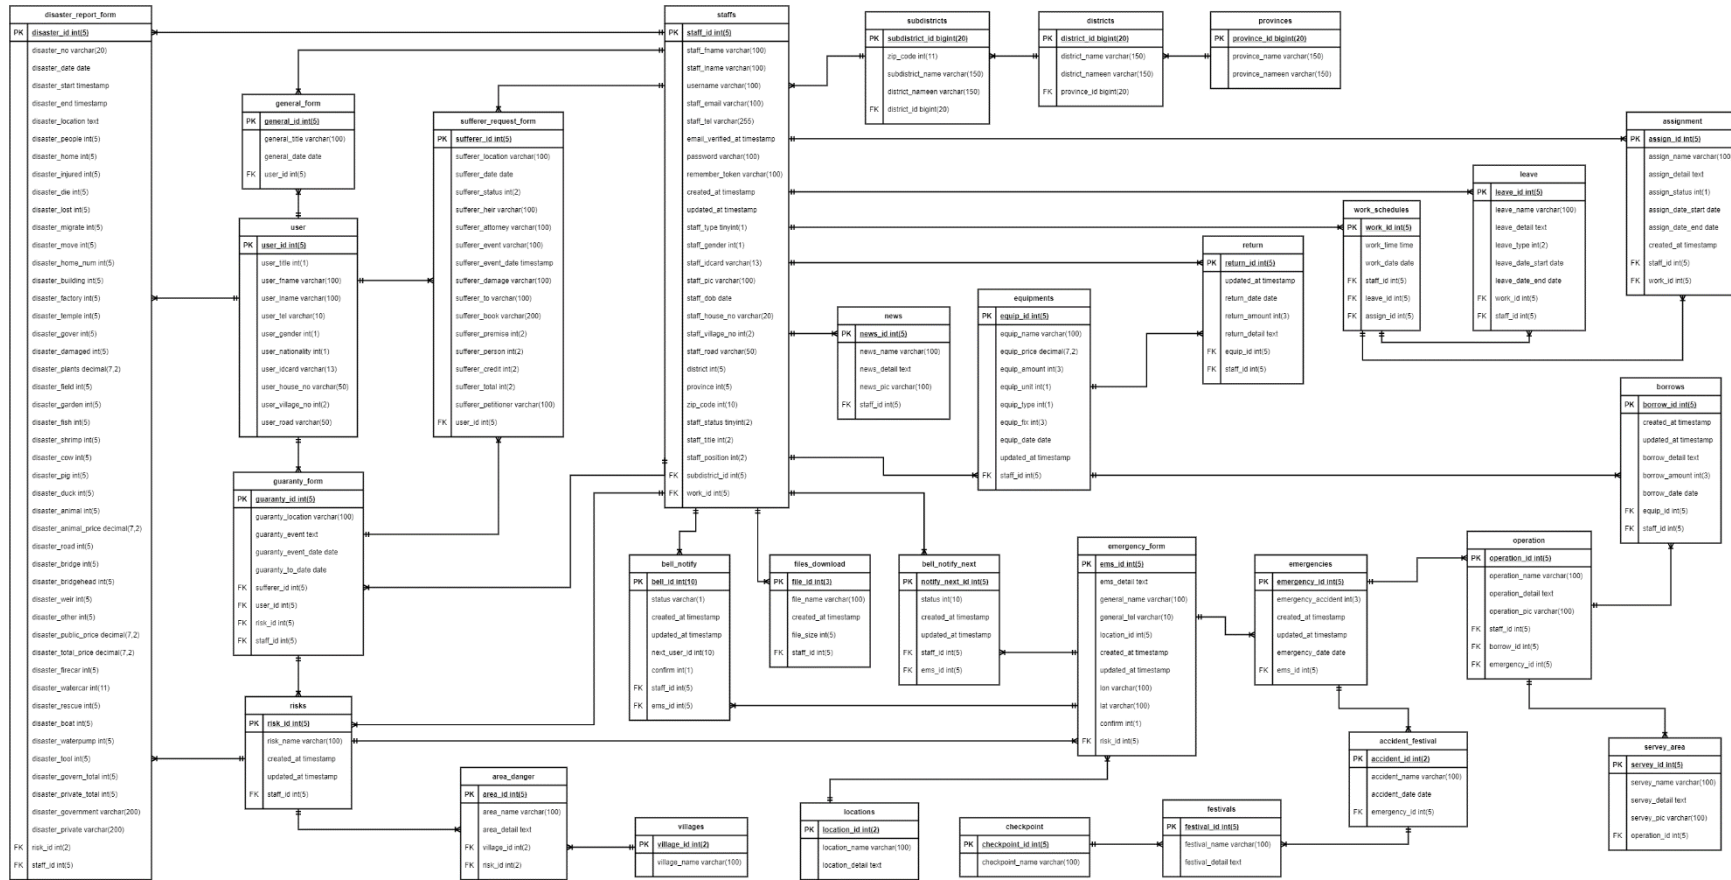 disaster_report_form
PK disaster_id int(5)
disaster_no varchar(20)
disaster_date date
disaster_start timestamp
disaster_end timestamp
disaster_location text
disaster_people int(5)
disaster_home int(5)
disaster_injured int(5)
disaster_die int(5)
disaster_lost int(5)
disaster_migrate int(5)
disaster_move int(5)
disaster_home_num int(5)
disaster_building int(5)
disaster_factory int(5)
disaster_temple int(5)
disaster_gover int(5)
disaster_damaged int(5)
disaster_plants decimal(7,2)
disaster_field int(5)
disaster_garden int(5)
disaster_fish int(5)
disaster_shrimp int(5)
disaster_cow int(5)
disaster_pig int(5)
disaster_duck int(5)
disaster_animal int(5)
disaster_animal_price decimal(7,2)
disaster_road int(5)
disaster_bridge int(5)
disaster_bridgehead int(5)
disaster_weir int(5)
disaster_other int(5)
disaster_public_price decimal(7,2)
disaster_total_price decimal(7,2)
disaster_firecar int(5)
disaster_watercar int(11)
disaster_rescue int(5)
disaster_boat int(5)
disaster_waterpump int(5)
disaster_tool int(5)
disaster_govern_total int(5)
disaster_private_total int(5)
disaster_government varchar(200)
disaster_private varchar(200)
FK risk_id int(2)
FK staff_id int(5)
general_form
PK general_id int(5)
general_title varchar(100)
general_date date
FK user_id int(5)
user
PK user_id int(5)
user_title int(1)
user_fname varchar(100)
user_lname varchar(100)
user_tel varchar(10)
user_gender int(1)
user_nationality int(1)
user_idcard varchar(13)
user_house_no varchar(50)
user_village_no int(2)
user_road varchar(50)
guaranty_form
PK guaranty_id int(5)
guaranty_location varchar(100)
guaranty_event text
guaranty_event_date date
guaranty_to_date date
FK sufferer_id int(5)
FK user_id int(5)
FK risk_id int(5)
FK staff_id int(5)
risks
PK risk_id int(5)
risk_name varchar(100)
created_at timestamp
updated_at timestamp
FK staff_id int(5)
sufferer_request_form
PK sufferer_id int(5)
sufferer_location varchar(100)
sufferer_date date
sufferer_status int(2)
sufferer_heir varchar(100)
sufferer_attorney varchar(100)
sufferer_event varchar(100)
sufferer_event_date timestamp
sufferer_damage varchar(100)
sufferer_to varchar(100)
sufferer_book varchar(200)
sufferer_premise int(2)
sufferer_person int(2)
sufferer_credit int(2)
sufferer_total int(2)
sufferer_petitioner varchar(100)
FK user_id int(5)
area_danger
PK area_id int(5)
area_name varchar(100)
area_detail text
FK village_id int(2)
FK risk_id int(2)
villages
PK village_id int(2)
village_name varchar(100)
staffs
PK staff_id int(5)
staff_fname varchar(100)
staff_lname varchar(100)
username varchar(100)
staff_email varchar(100)
staff_tel varchar(255)
email_verified_at timestamp
password varchar(100)
remember_token varchar(100)
created_at timestamp
updated_at timestamp
staff_type tinyint(1)
staff_gender int(1)
staff_idcard varchar(13)
staff_pic varchar(100)
staff_dob date
staff_house_no varchar(20)
staff_village_no int(2)
staff_road varchar(50)
district int(5)
province int(5)
zip_code int(10)
staff_status tinyint(2)
staff_title int(2)
staff_position int(2)
FK subdistrict_id int(5)
FK work_id int(5)
bell_notify
PK bell_id int(10)
status varchar(1)
created_at timestamp
updated_at timestamp
next_user_id int(10)
confirm int(1)
FK staff_id int(5)
FK ems_id int(5)
files_download
PK file_id int(3)
file_name varchar(100)
created_at timestamp
file_size int(5)
FK staff_id int(5)
bell_notify_next
PK notify_next_id int(5)
status int(10)
created_at timestamp
updated_at timestamp
FK staff_id int(5)
FK ems_id int(5)
subdistricts
PK subdistrict_id bigint(20)
zip_code int(11)
subdistrict_name varchar(150)
district_nameen varchar(150)
FK district_id bigint(20)
districts
PK district_id bigint(20)
district_name varchar(150)
district_nameen varchar(150)
FK province_id bigint(20)
provinces
PK province_id bigint(20)
province_name varchar(150)
province_nameen varchar(150)
news
PK news_id int(5)
news_name varchar(100)
news_detail text
news_pic varchar(100)
FK staff_id int(5)
equipments
PK equip_id int(5)
equip_name varchar(100)
equip_price decimal(7,2)
equip_amount int(3)
equip_unit int(1)
equip_type int(1)
equip_fix int(3)
equip_date date
updated_at timestamp
FK staff_id int(5)
return
PK return_id int(5)
updated_at timestamp
return_date date
return_amount int(3)
return_detail text
FK equip_id int(5)
FK staff_id int(5)
work_schedules
PK work_id int(5)
work_time time
work_date date
FK staff_id int(5)
FK leave_id int(5)
FK assign_id int(5)
leave
PK leave_id int(5)
leave_name varchar(100)
leave_detail text
leave_type int(2)
leave_date_start date
leave_date_end date
FK work_id int(5)
FK staff_id int(5)
assignment
PK assign_id int(5)
assign_name varchar(100
assign_detail text
assign_status int(1)
assign_date_start date
assign_date_end date
created_at timestamp
FK staff_id int(5)
FK work_id int(5)
borrows
PK borrow_id int(5)
created_at timestamp
updated_at timestamp
borrow_detail text
borrow_amount int(3)
borrow_date date
FK equip_id int(5)
FK staff_id int(5)
emergency_form
PK ems_id int(5)
ems_detail text
general_name varchar(100)
general_tel varchar(10)
location_id int(5)
created_at timestamp
updated_at timestamp
lon varchar(100)
lat varchar(100)
confirm int(1)
FK risk_id int(5)
emergencies
PK emergency_id int(5)
emergency_accident int(3)
created_at timestamp
updated_at timestamp
emergency_date date
FK ems_id int(5)
operation
PK operation_id int(5)
operation_name varchar(100)
operation_detail text
operation_pic varchar(100)
FK staff_id int(5)
FK borrow_id int(5)
FK emergency_id int(5)
accident_festival
PK accident_id int(2)
accident_name varchar(100)
accident_date date
FK emergency_id int(5)
servey_area
PK servey_id int(5)
servey_name varchar(100)
servey_detail text
servey_pic varchar(100)
FK operation_id int(5)
locations
PK location_id int(2)
location_name varchar(100)
location_detail text
checkpoint
PK checkpoint_id int(5)
checkpoint_name varchar(100)
festivals
PK festival_id int(5)
festival_name varchar(100)
festival_detail text